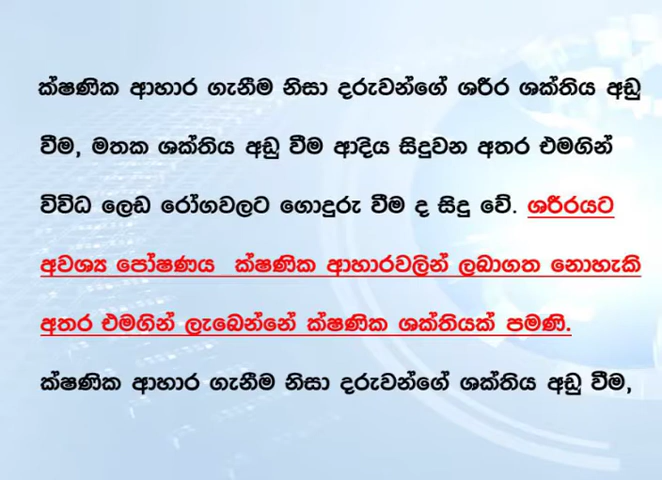 ක්ෂණික ආහාර ගැනීම නිසා දරුවන්ගේ ශරීර ශක්තිය අඩු
වීම, මතක ශක්තිය අඩු වීම ආදිය සිදුවන අතර එමගින්
විවිධ ලෙඩ රෝගවලට ගොදුරු වීම ද සිදු වේ. ශරීරයට
අවශ්‍ය පෝෂණය  ක්ෂණික ආහාරවලින් ලබාගත නොහැකි
අතර එමගින් ලැබෙන්නේ ක්ෂණික ශක්තියක් පමණි.
ක්ෂණික ආහාර ගැනීම නිසා දරුවන්ගේ ශක්තිය අඩු වීම,